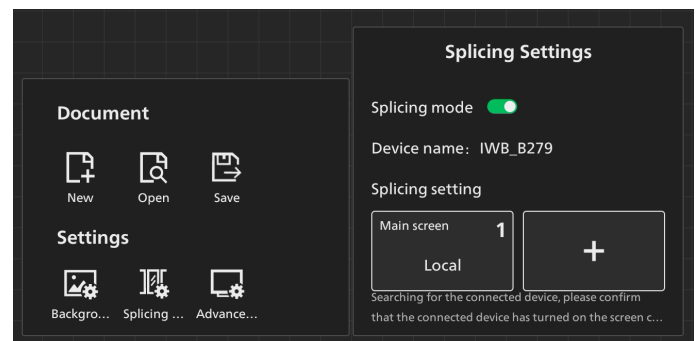 Document
New Open Save
Settings
Backgro... Splicing ... Advance...
Splicing Settings
Splicing mode
Device name: IWB_B279
Splicing setting
Main screen 1
Local
+
Searching for the connected device, please confirm
that the connected device has turned on the screen c...